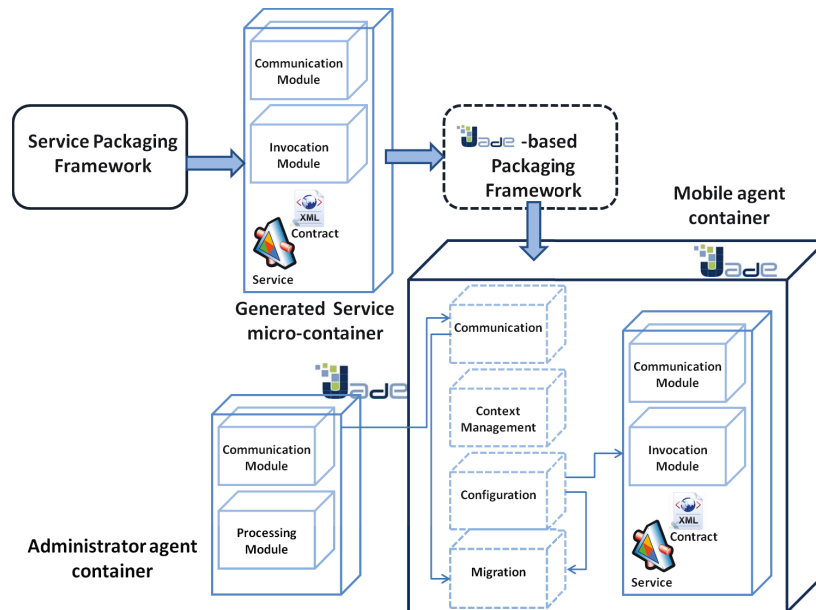 Communication
Module
Service Packaging
Framework
Invocation
Module
XML
Contract
Service
Generated Service
micro-container
Jade -based
Packaging
Framework
Mobile agent
container
Jade
Communication
Context
Management
Configuration
Migration
Communication
Module
Invocation
Module
XML
Contract
Service
Jade
Communication
Module
Processing
Module
Administrator agent
container